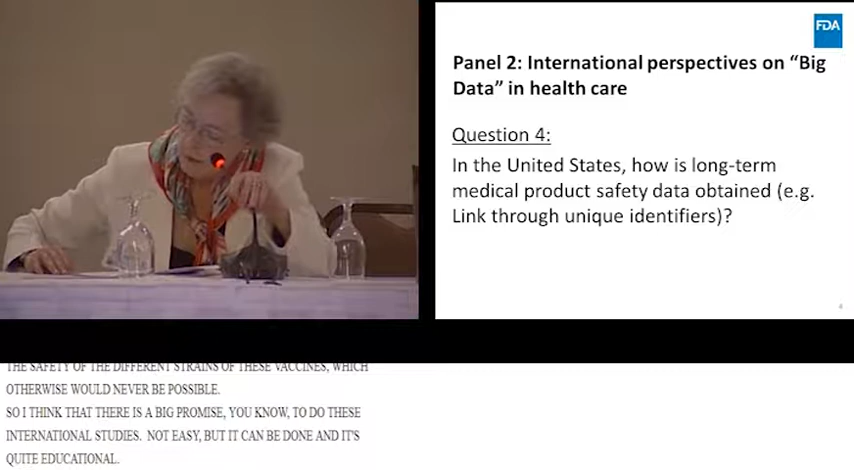 FDA
Panel 2: International perspectives on “Big
Data” in health care
Question 4:
In the United States, how is long-term
medical product safety data obtained (e.g.
Link through unique identifiers)?
4
THE SAFETY OF THE DIFFERENT STRAINS OF THESE VACCINES, WHICH
OTHERWISE WOULD NEVER BE POSSIBLE.
SO I THINK THAT THERE IS A BIG PROMISE, YOU KNOW, TO DO THESE
INTERNATIONAL STUDIES.  NOT EASY, BUT IT CAN BE DONE AND IT'S
QUITE EDUCATIONAL.